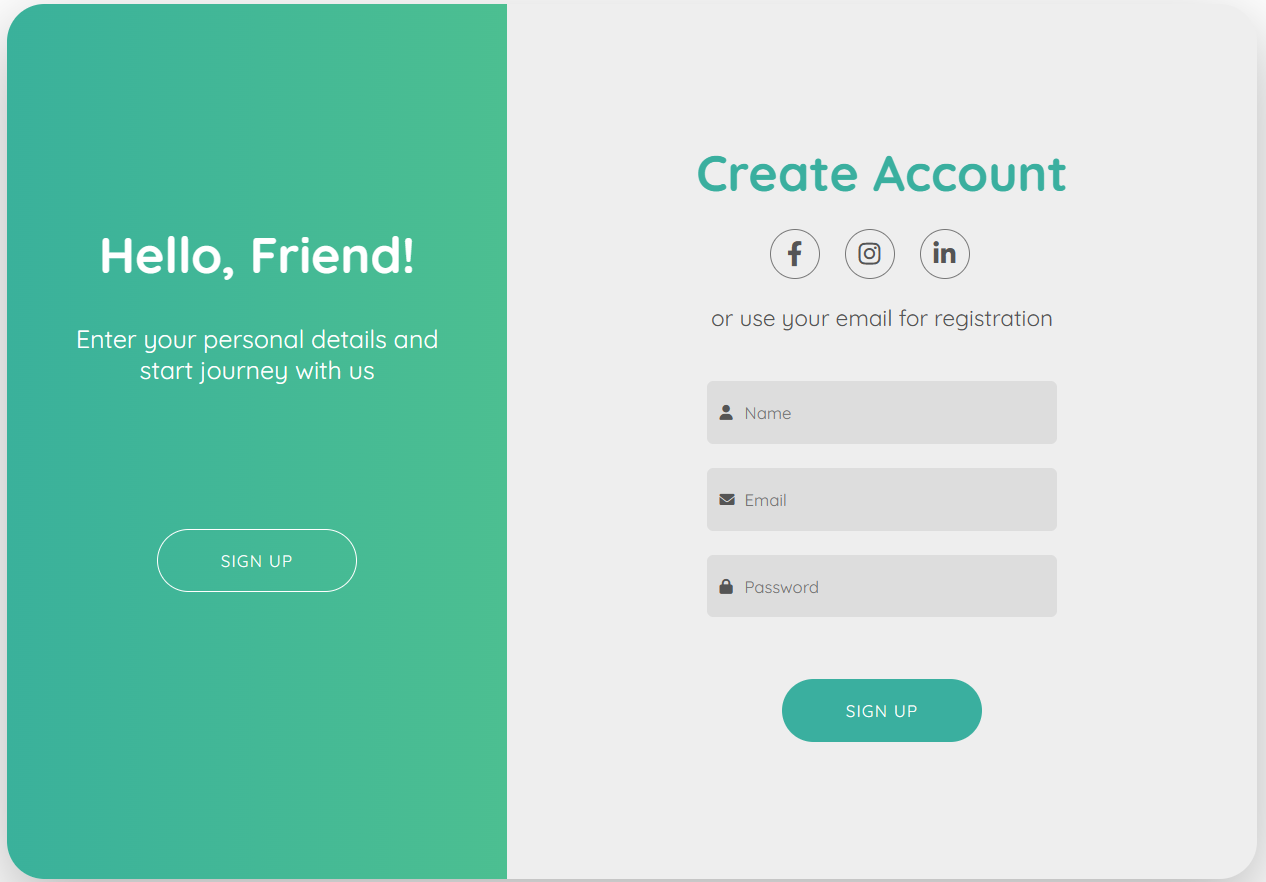 Hello, Friend!
Enter your personal details and
start journey with us
SIGN UP
Create Account
f
in
or use your email for registration
Name
Email
Password
SIGN UP